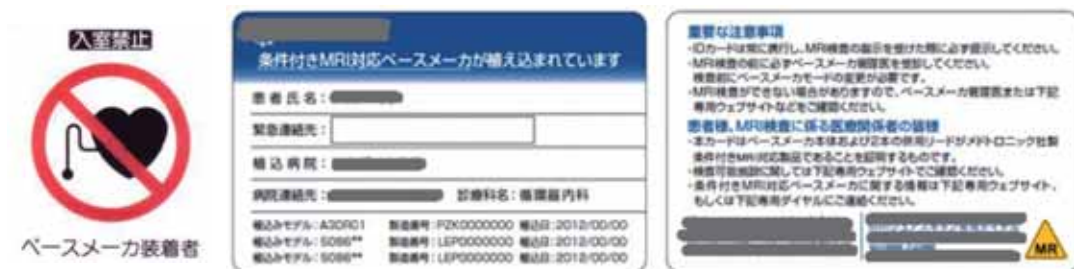 入室禁止
ペースメーカ装着者
条件付きMRI対応ペースメーカが植え込まれています
患者氏名：
緊急連絡先：
植込病院：
病院連絡先： 診療科名：循環器内科
植込みモデル：A3DR01 製造番号：PZK0000000 植込日：2012/00/00
植込みモデル：5086** 製造番号：LEP0000000 植込日：2012/00/00
植込みモデル：5086** 製造番号：LEP0000000 植込日：2012/00/00
重要な注意事項
・IDカードは常に携行し、MRI検査の指示を受けた際に必ず提示してください。
・MRI検査の前に必ずペースメーカ管理医を受診してください。
検査前にペースメーカモードの変更が必要です。
・MRI検査ができない場合がありますので、ペースメーカ管理医または下記
専用ウェブサイトなどをご確認ください。
患者様、MRI検査に係る医療関係者の皆様
・本カードはペースメーカ本体および2本の併用リードがメドトロニック社製
条件付きMRI対応製品であることを証明するものです。
・検査可能施設に関しては下記専用ウェブサイトでご確認ください。
・条件付きMRI対応ペースメーカに関する情報は下記専用ウェブサイト、
もしくは下記専用ダイヤルにご連絡ください。
MR